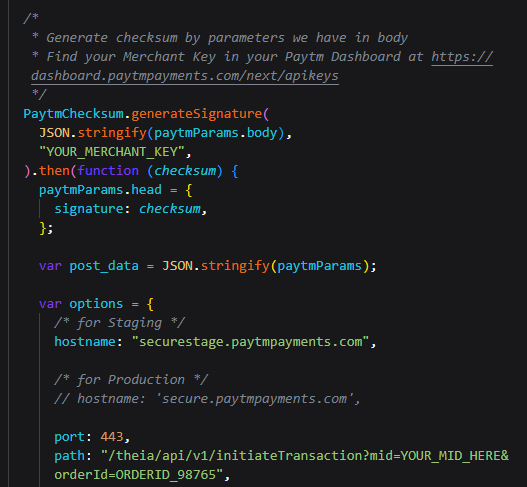 /*
* Generate checksum by parameters we have in body
* Find your Merchant Key in your Paytm Dashboard at https://
dashboard.paytmpayments.com/next/apikeys
*/
PaytmChecksum.generateSignature(
JSON.stringify(paytmParams.body),
"YOUR_MERCHANT_KEY",
).then(function (checksum) {
paytmParams.head = {
signature: checksum,
};
var post_data = JSON.stringify(paytmParams);
var options = {
/* for Staging */
hostname: "securestage.paytmpayments.com",
/* for Production */
// hostname: 'secure.paytmpayments.com',
port: 443,
path: "/theia/api/v1/initiateTransaction?mid=YOUR_MID_HERE&
orderId=ORDERID_98765",